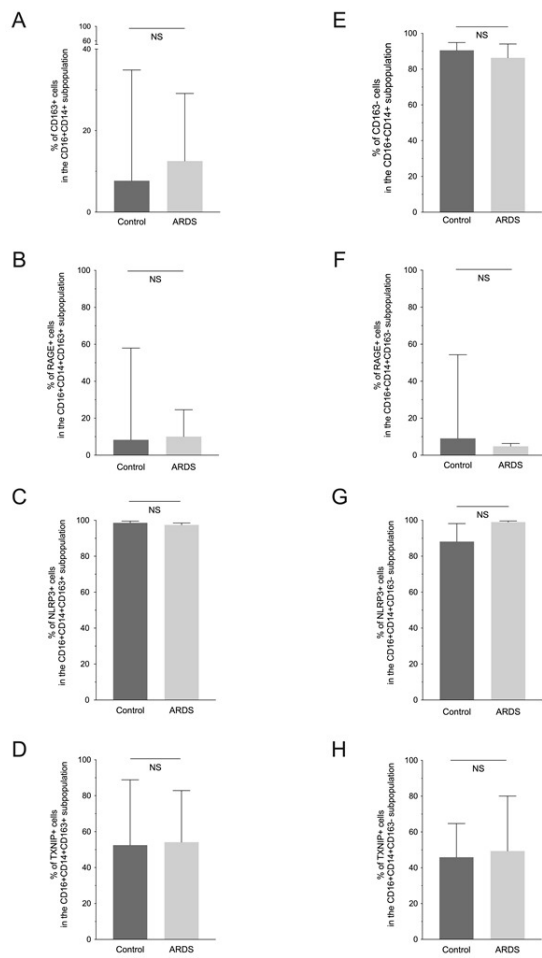 A
% of CD163+ cells
in the CD16+CD14+ subpopulation
100
60
40
20
0
NS
Control
ARDS
E
% of CD163- cells
in the CD16+CD14+ subpopulation
100
80
60
40
20
0
NS
Control
ARDS
B
% of RAGE+ cells
in the CD16+CD14+CD163+ subpopulation
100
80
60
40
20
0
NS
Control
ARDS
F
% of RAGE+ cells
in the CD16+CD14+CD163- subpopulation
100
80
60
40
20
0
NS
Control
ARDS
C
% of NLRP3+ cells
in the CD16+CD14+CD163+ subpopulation
100
80
60
40
20
0
NS
Control
ARDS
G
% of NLRP3+ cells
in the CD16+CD14+CD163- subpopulation
100
80
60
40
20
0
NS
Control
ARDS
D
% of TXNIP+ cells
in the CD16+CD14+CD163+ subpopulation
100
80
60
40
20
0
NS
Control
ARDS
H
% of TXNIP+ cells
in the CD16+CD14+CD163- subpopulation
100
80
60
40
20
0
NS
Control
ARDS